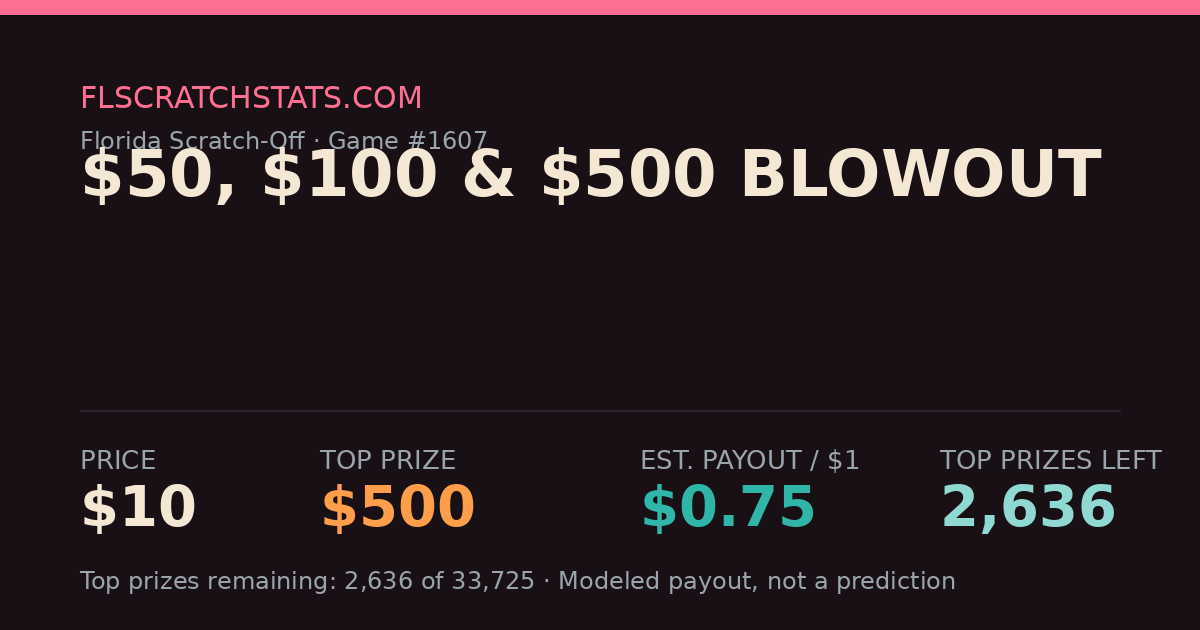 FLSCRATCHSTATS.COM
Florida Scratch-Off · Game #1607
$50, $100 & $500 BLOWOUT
PRICE TOP PRIZE EST. PAYOUT / $1 TOP PRIZES LEFT
$10 $500 $0.75 2,636
Top prizes remaining: 2,636 of 33,725 · Modeled payout, not a prediction